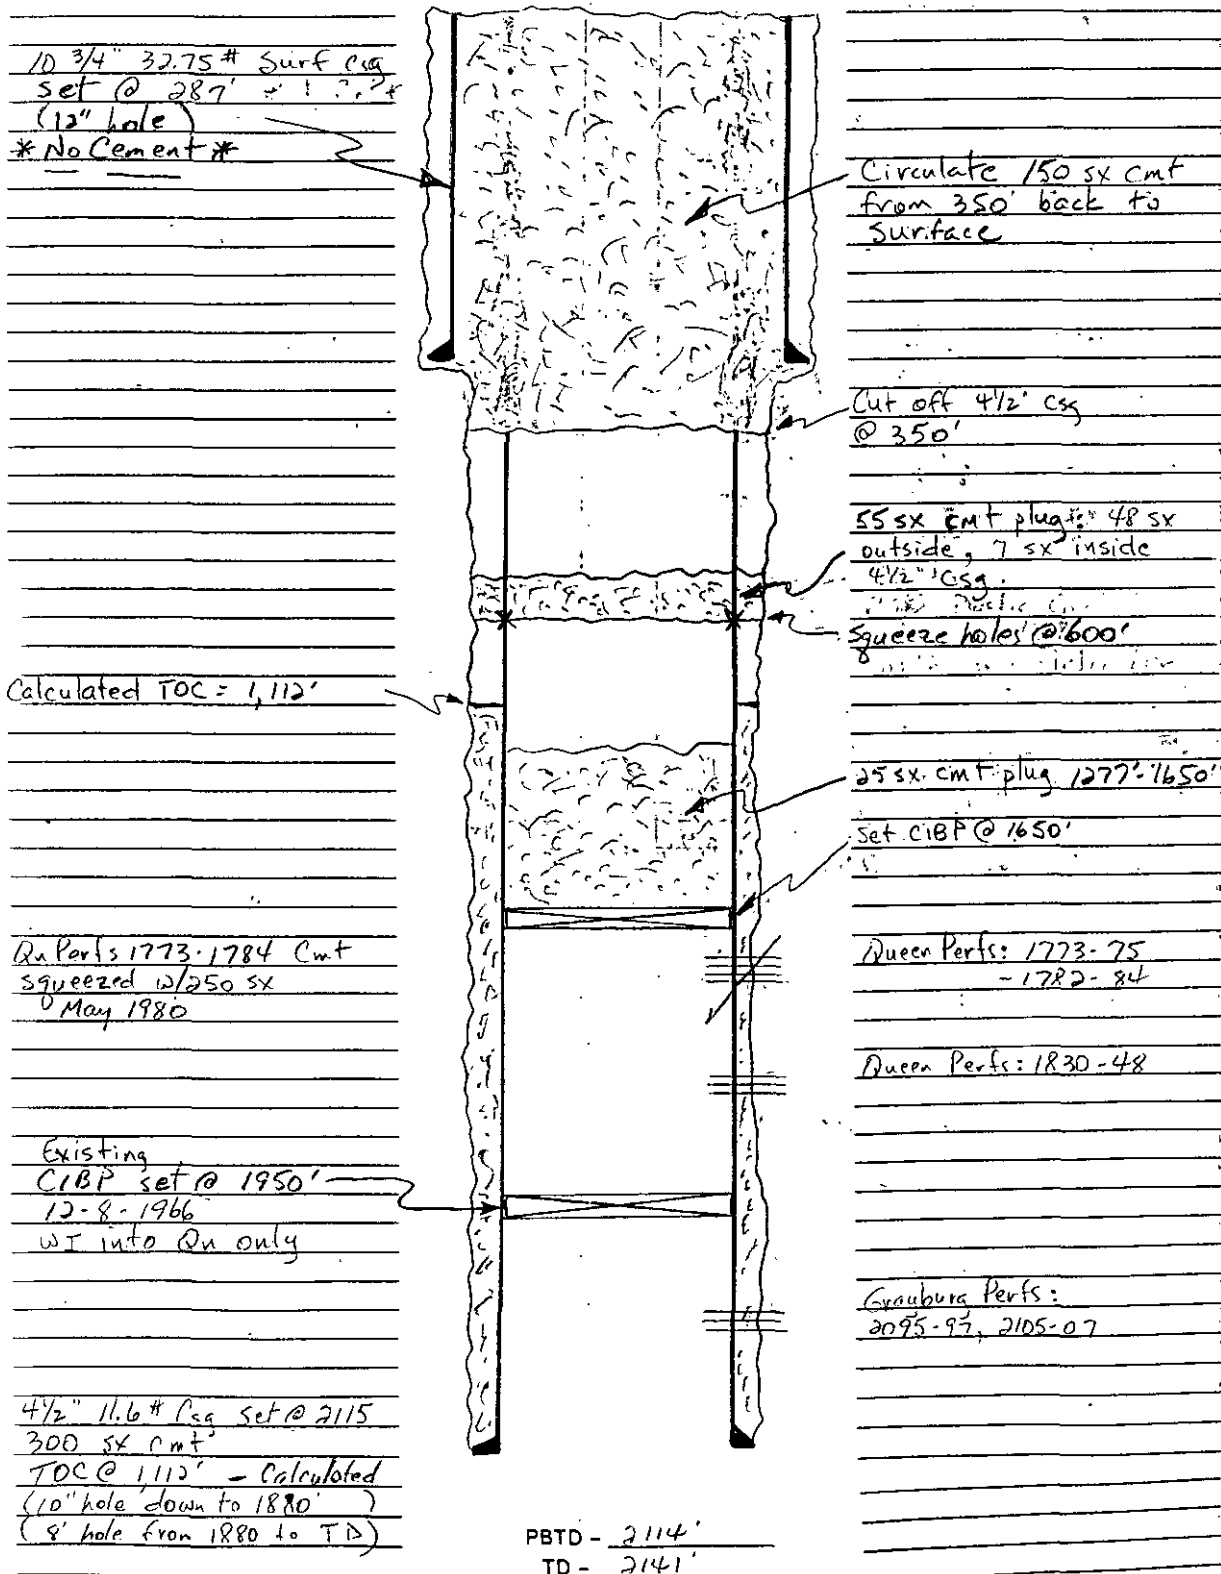 10 3/4" 32.75# Surf Csg
set @ 287'
(12" hole)
* No Cement *
Circulate 150 sx cmt
from 350' back to
Suriface
Cut off 4 1/2" csg
@ 350'
55 sx cmt plug: 48 sx
outside, 7 sx inside
4 1/2" csg.
squeeze holes @ 600'
Calculated TOC = 1,112'
25 sx. cmt plug 1277'-1650'
Set CIBP @ 1650'
Qn Perfs 1773-1784 Cmt
squeezed w/250 sx
May 1980
Queen Perfs: 1773-75
- 1782-84
Queen Perfs: 1830-48
Existing
CIBP set @ 1950'
12-8-1966
WI into Qn only
Grayburg Perfs:
2095-97, 2105-07
4 1/2" 11.6# Csg set @ 2115
300 sx cmt
TOC @ 1,112' - Calculated
(10" hole down to 1880')
(8' hole from 1880 to TD)
PBTD - 2114'
TD - 2141'